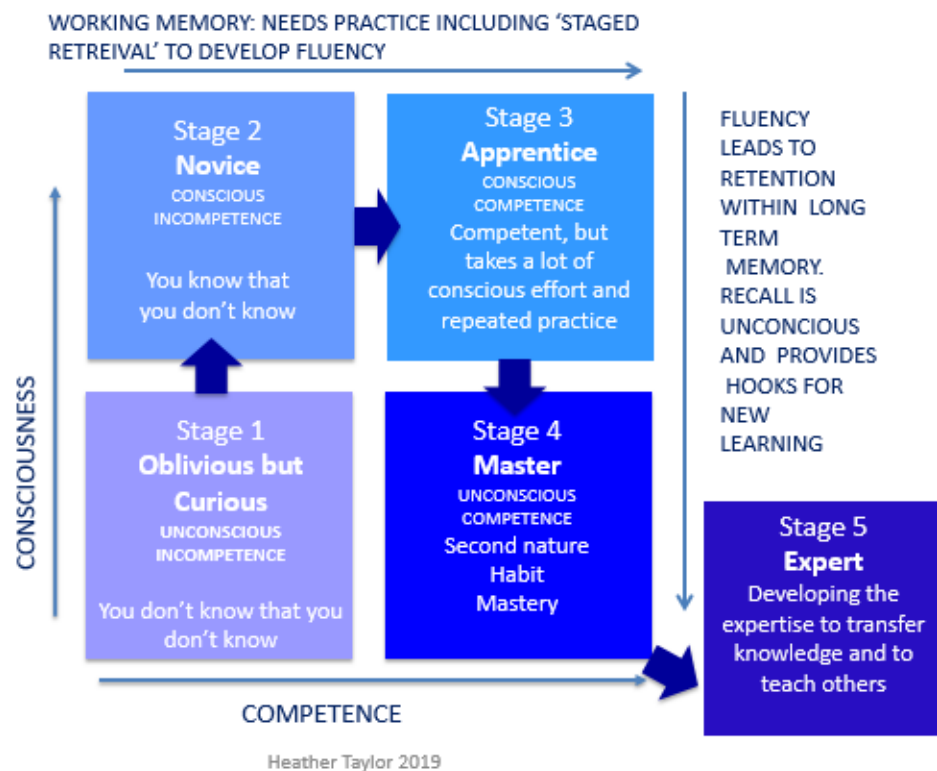 WORKING MEMORY: NEEDS PRACTICE INCLUDING ‘STAGED
RETREIVAL’ TO DEVELOP FLUENCY
Stage 2
Novice
CONSCIOUS
INCOMPETENCE
You know that
you don’t know
Stage 3
Apprentice
CONSCIOUS
COMPETENCE
Competent, but
takes a lot of
conscious effort and
repeated practice
FLUENCY
LEADS TO
RETENTION
WITHIN LONG
TERM
MEMORY.
RECALL IS
UNCONCIOUS
AND PROVIDES
HOOKS FOR
NEW
LEARNING
CONSCIOUSNESS
Stage 1
Oblivious but
Curious
UNCONSCIOUS
INCOMPETENCE
You don’t know that you
don’t know
Stage 4
Master
UNCONSCIOUS
COMPETENCE
Second nature
Habit
Mastery
Stage 5
Expert
Developing the
expertise to transfer
knowledge and to
teach others
COMPETENCE
Heather Taylor 2019